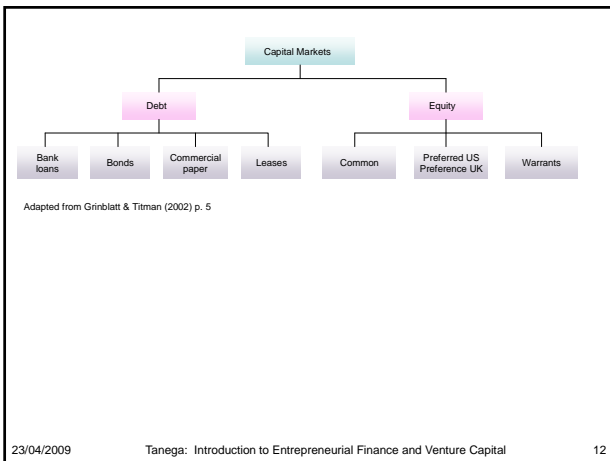 Capital Markets
Debt
Equity
Bank
loans
Bonds
Commercial
paper
Leases
Common
Preferred US
Preference UK
Warrants
Adapted from Grinblatt & Titman (2002) p. 5
23/04/2009
Tanega: Introduction to Entrepreneurial Finance and Venture Capital
12